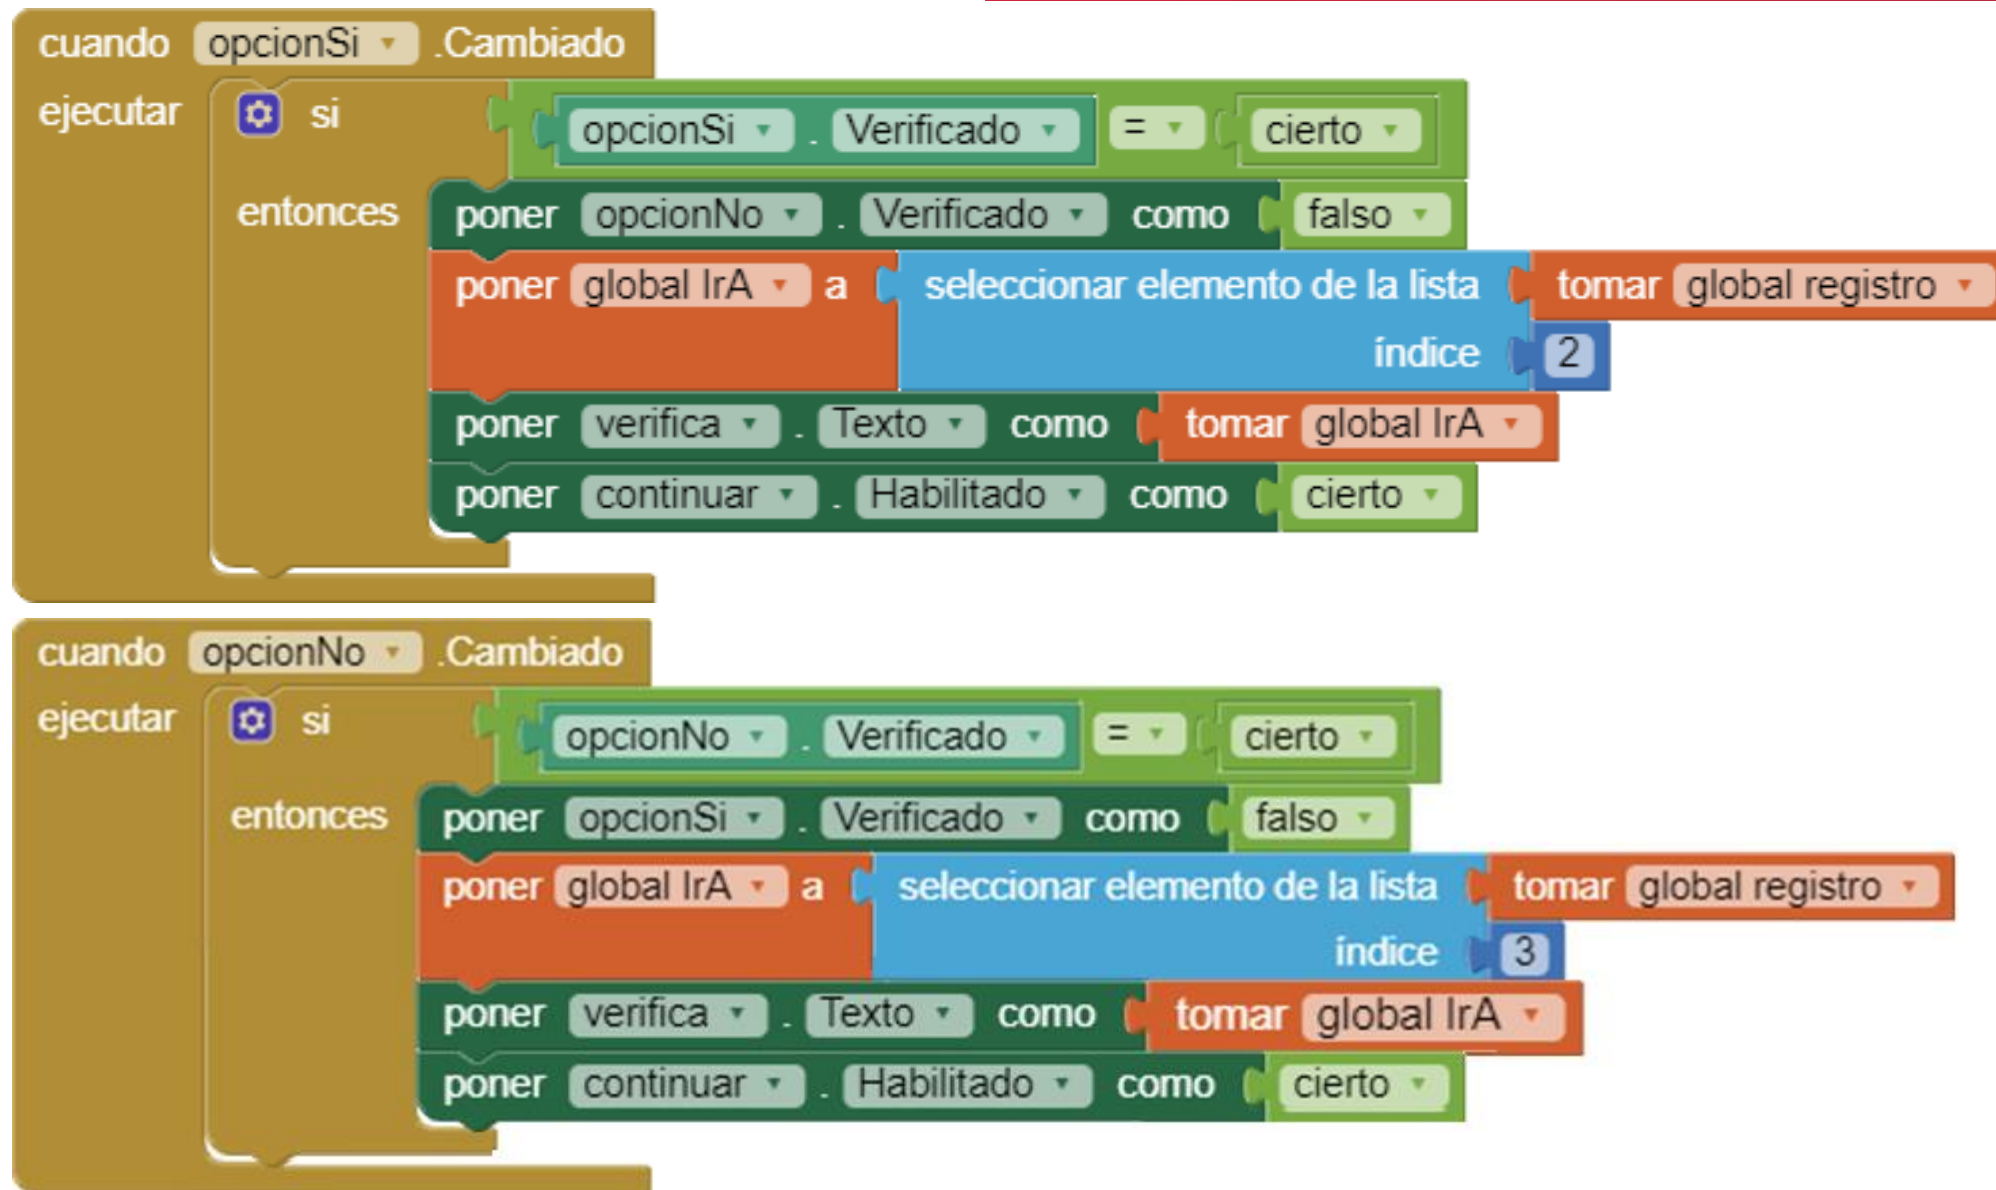 cuando opcionSi .Cambiado
ejecutar si opcionSi . Verificado = cierto
entonces poner opcionNo . Verificado como falso
poner global IrA a seleccionar elemento de la lista tomar global registro
índice 2
poner verifica . Texto como tomar global IrA
poner continuar . Habilitado como cierto
cuando opcionNo .Cambiado
ejecutar si opcionNo . Verificado = cierto
entonces poner opcionSi . Verificado como falso
poner global IrA a seleccionar elemento de la lista tomar global registro
índice 3
poner verifica . Texto como tomar global IrA
poner continuar . Habilitado como cierto